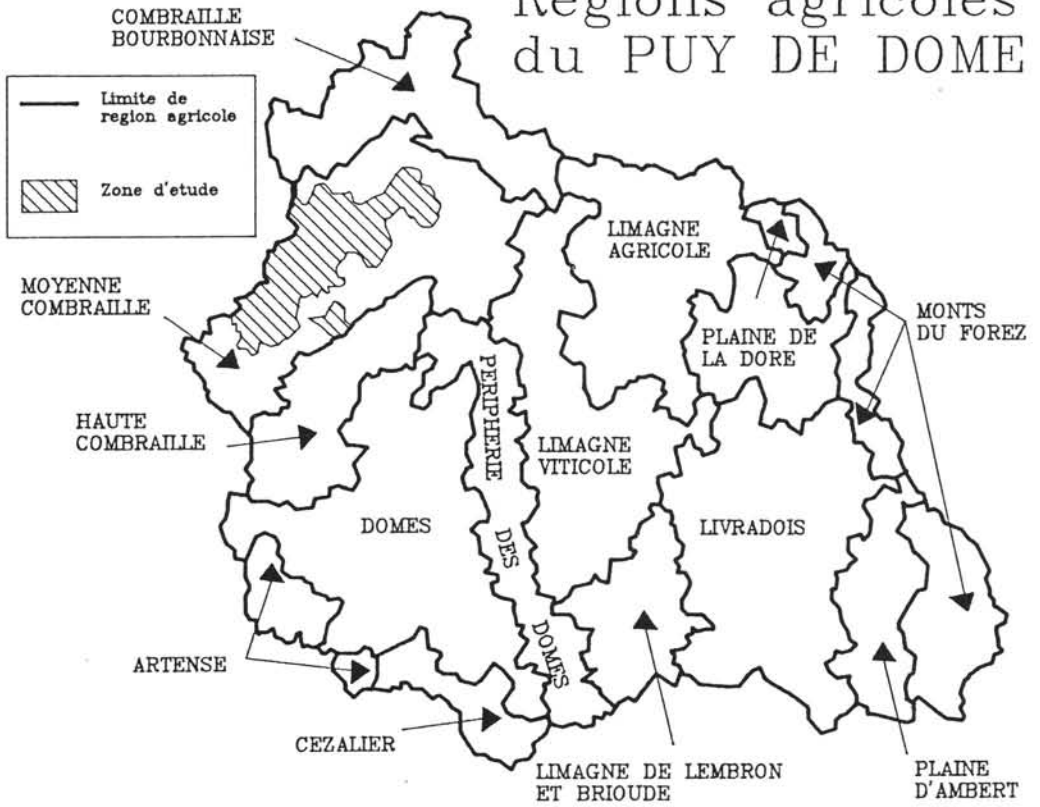 Regions agricoles
du PUY DE DOME
COMBRAILLE
BOURBONNAISE
Limite de
region agricole
Zone d'etude
MOYENNE
COMBRAILLE
HAUTE
COMBRAILLE
LIMAGNE
AGRICOLE
PLAINE DE
LA DORE
MONTS
DU FOREZ
PERIPHERIE
DES
DOMES
LIMAGNE
VITICOLE
DOMES
LIVRADOIS
ARTENSE
CEZALIER
LIMAGNE DE LEMBRON
ET BRIOUDE
PLAINE
D'AMBERT